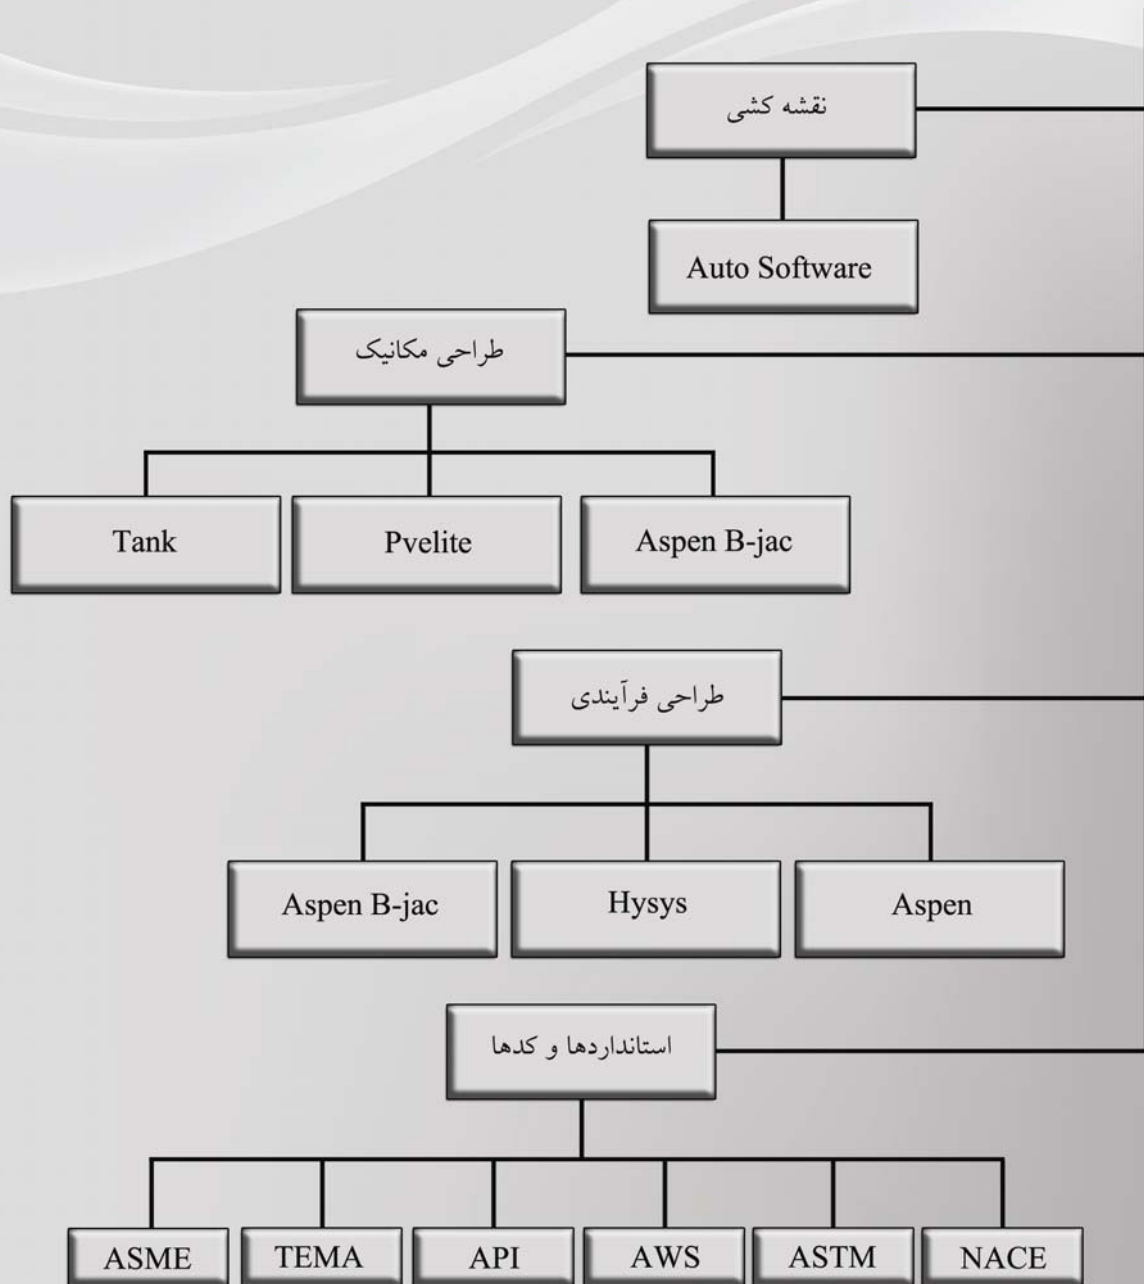 نقشه کشی
Auto Software
طراحی مکانیک
Tank
Pvelite
Aspen B-jac
طراحی فرآیندی
Aspen B-jac
Hysys
Aspen
استانداردها و کدها
ASME
TEMA
API
AWS
ASTM
NACE